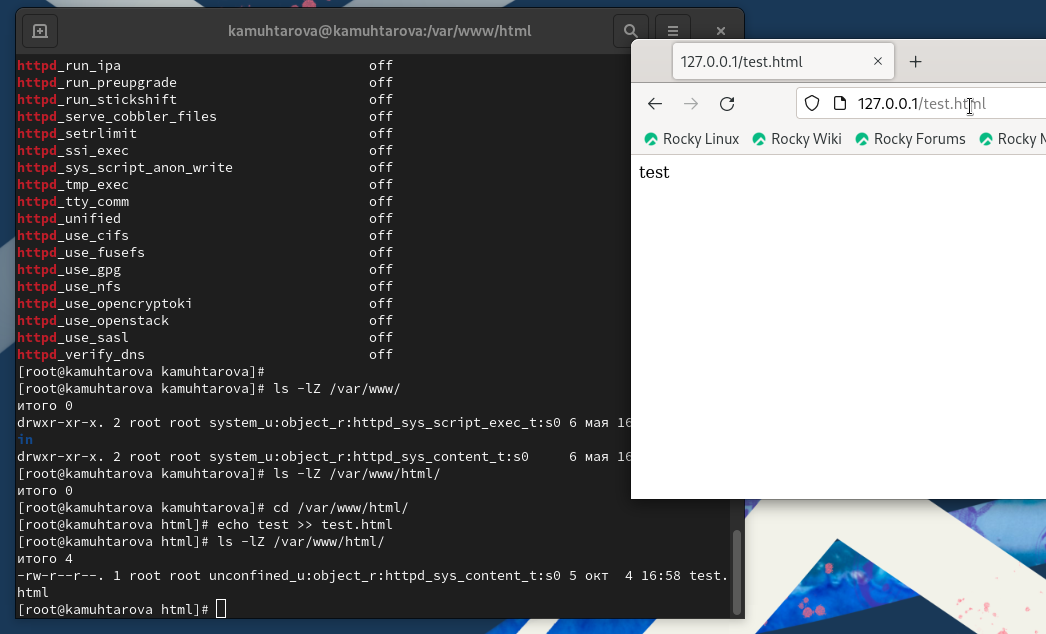 kamuhtarova@kamuhtarova:/var/www/html
httpd_run_ipa off
httpd_run_preupgrade off
httpd_run_stickshift off
httpd_serve_cobbler_files off
httpd_setrlimit off
httpd_ssi_exec off
httpd_sys_script_anon_write off
httpd_tmp_exec off
httpd_tty_comm off
httpd_unified off
httpd_use_cifs off
httpd_use_fusefs off
httpd_use_gpg off
httpd_use_nfs off
httpd_use_opencryptoki off
httpd_use_openstack off
httpd_use_sasl off
httpd_verify_dns off
[root@kamuhtarova kamuhtarova]#
[root@kamuhtarova kamuhtarova]# ls -lZ /var/www/
итого 0
drwxr-xr-x. 2 root root system_u:object_r:httpd_sys_script_exec_t:s0 6 мая 16
in
drwxr-xr-x. 2 root root system_u:object_r:httpd_sys_content_t:s0 6 мая 16
[root@kamuhtarova kamuhtarova]# ls -lZ /var/www/html/
итого 0
[root@kamuhtarova kamuhtarova]# cd /var/www/html/
[root@kamuhtarova html]# echo test >> test.html
[root@kamuhtarova html]# ls -lZ /var/www/html/
итого 4
-rw-r--r--. 1 root root unconfined_u:object_r:httpd_sys_content_t:s0 5 окт 4 16:58 test.
html
[root@kamuhtarova html]#
127.0.0.1/test.html
127.0.0.1/test.html
Rocky Linux Rocky Wiki Rocky Forums Rocky
test